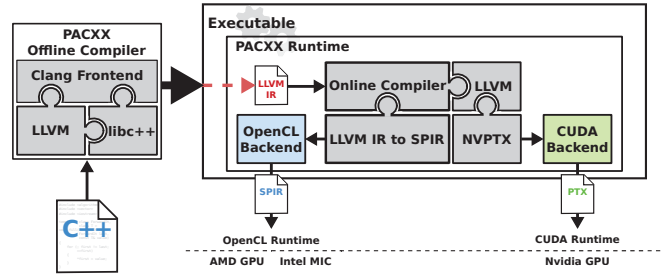 PACXX
Offline Compiler
Clang Frontend
LLVM
libc++
C++
Executable
PACXX Runtime
LLVM
IR
Online Compiler
LLVM
OpenCL
Backend
LLVM IR to SPIR
NVPTX
CUDA
Backend
SPIR
PTX
OpenCL Runtime
CUDA Runtime
AMD GPU
Intel MIC
Nvidia GPU